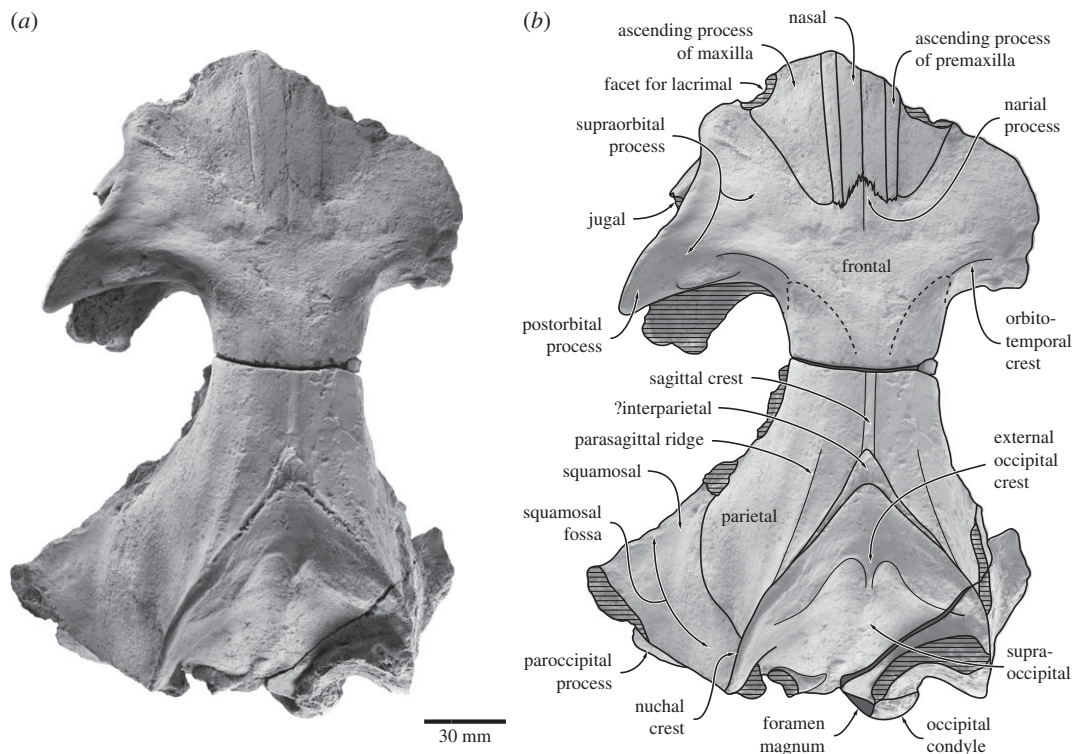 (a)
30 mm
(b)
nasal
ascending process
of maxilla
ascending process
of premaxilla
facet for lacrimal
narial
process
supraorbital
process
jugal
frontal
postorbital
process
orbito-
temporal
crest
sagittal crest
?interparietal
parasagittal ridge
external
occipital
crest
squamosal
squamosal
fossa
parietal
paroccipital
process
supra-
occipital
nuchal
crest
foramen
magnum
occipital
condyle